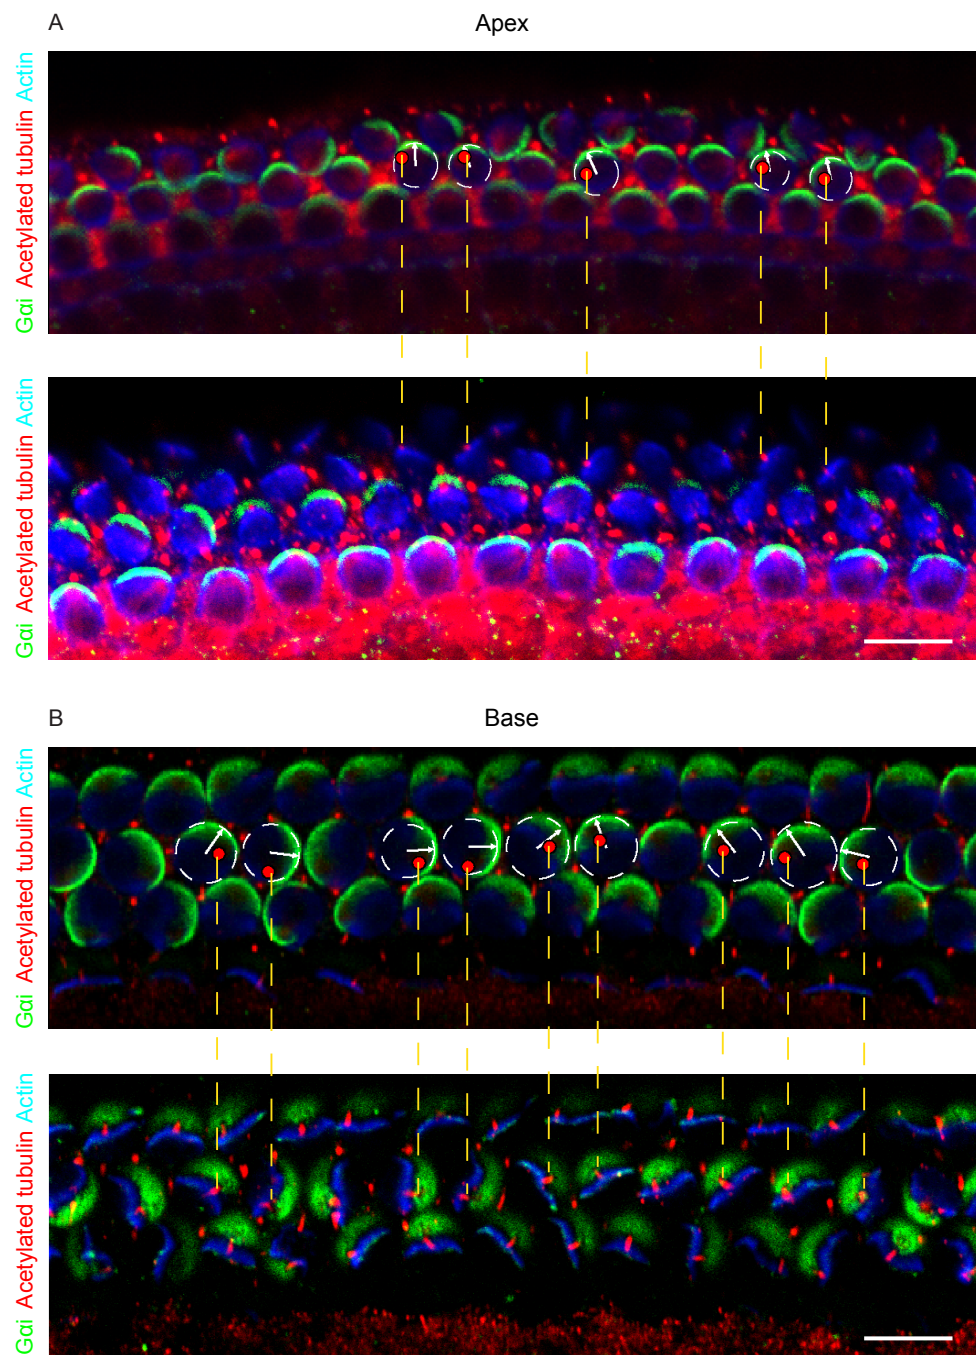 A
Apex
Gαi Acetylated tubulin Actin
Gαi Acetylated tubulin Actin
B
Base
Gαi Acetylated tubulin Actin
Gαi Acetylated tubulin Actin